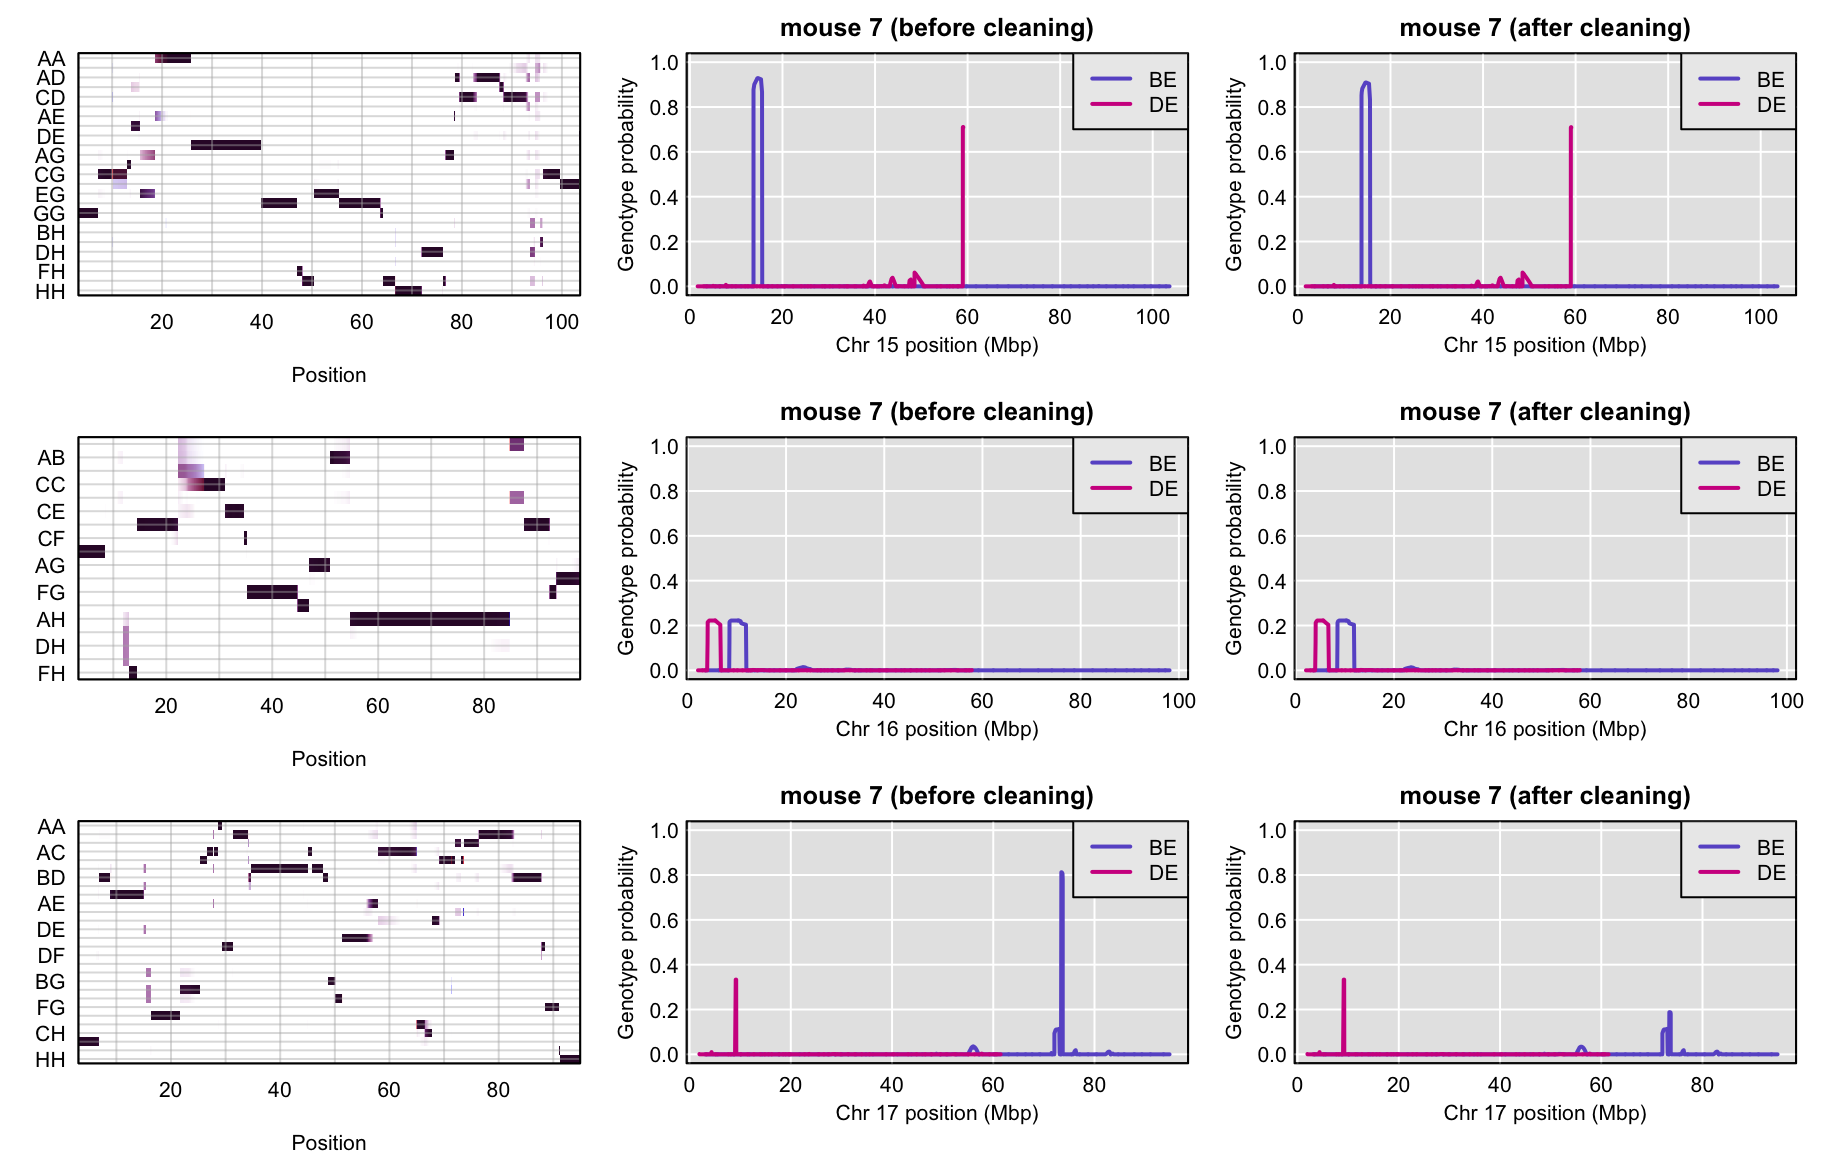 mouse 7 (before cleaning)
mouse 7 (after cleaning)
AA
AD
CD
AE
DE
AG
CG
EG
GG
BH
DH
FH
HH
20 40 60 80 100
Position
Genotype probability
1.0
0.8
0.6
0.4
0.2
0.0
BE
DE
0 20 40 60 80 100
Chr 15 position (Mbp)
Genotype probability
1.0
0.8
0.6
0.4
0.2
0.0
BE
DE
0 20 40 60 80 100
Chr 15 position (Mbp)
mouse 7 (before cleaning)
mouse 7 (after cleaning)
AB
CC
CE
CF
AG
FG
AH
DH
FH
20 40 60 80
Position
Genotype probability
1.0
0.8
0.6
0.4
0.2
0.0
BE
DE
0 20 40 60 80 100
Chr 16 position (Mbp)
Genotype probability
1.0
0.8
0.6
0.4
0.2
0.0
BE
DE
0 20 40 60 80 100
Chr 16 position (Mbp)
mouse 7 (before cleaning)
mouse 7 (after cleaning)
AA
AC
BD
AE
DE
DF
BG
FG
CH
HH
20 40 60 80
Position
Genotype probability
1.0
0.8
0.6
0.4
0.2
0.0
BE
DE
0 20 40 60 80
Chr 17 position (Mbp)
Genotype probability
1.0
0.8
0.6
0.4
0.2
0.0
BE
DE
0 20 40 60 80
Chr 17 position (Mbp)